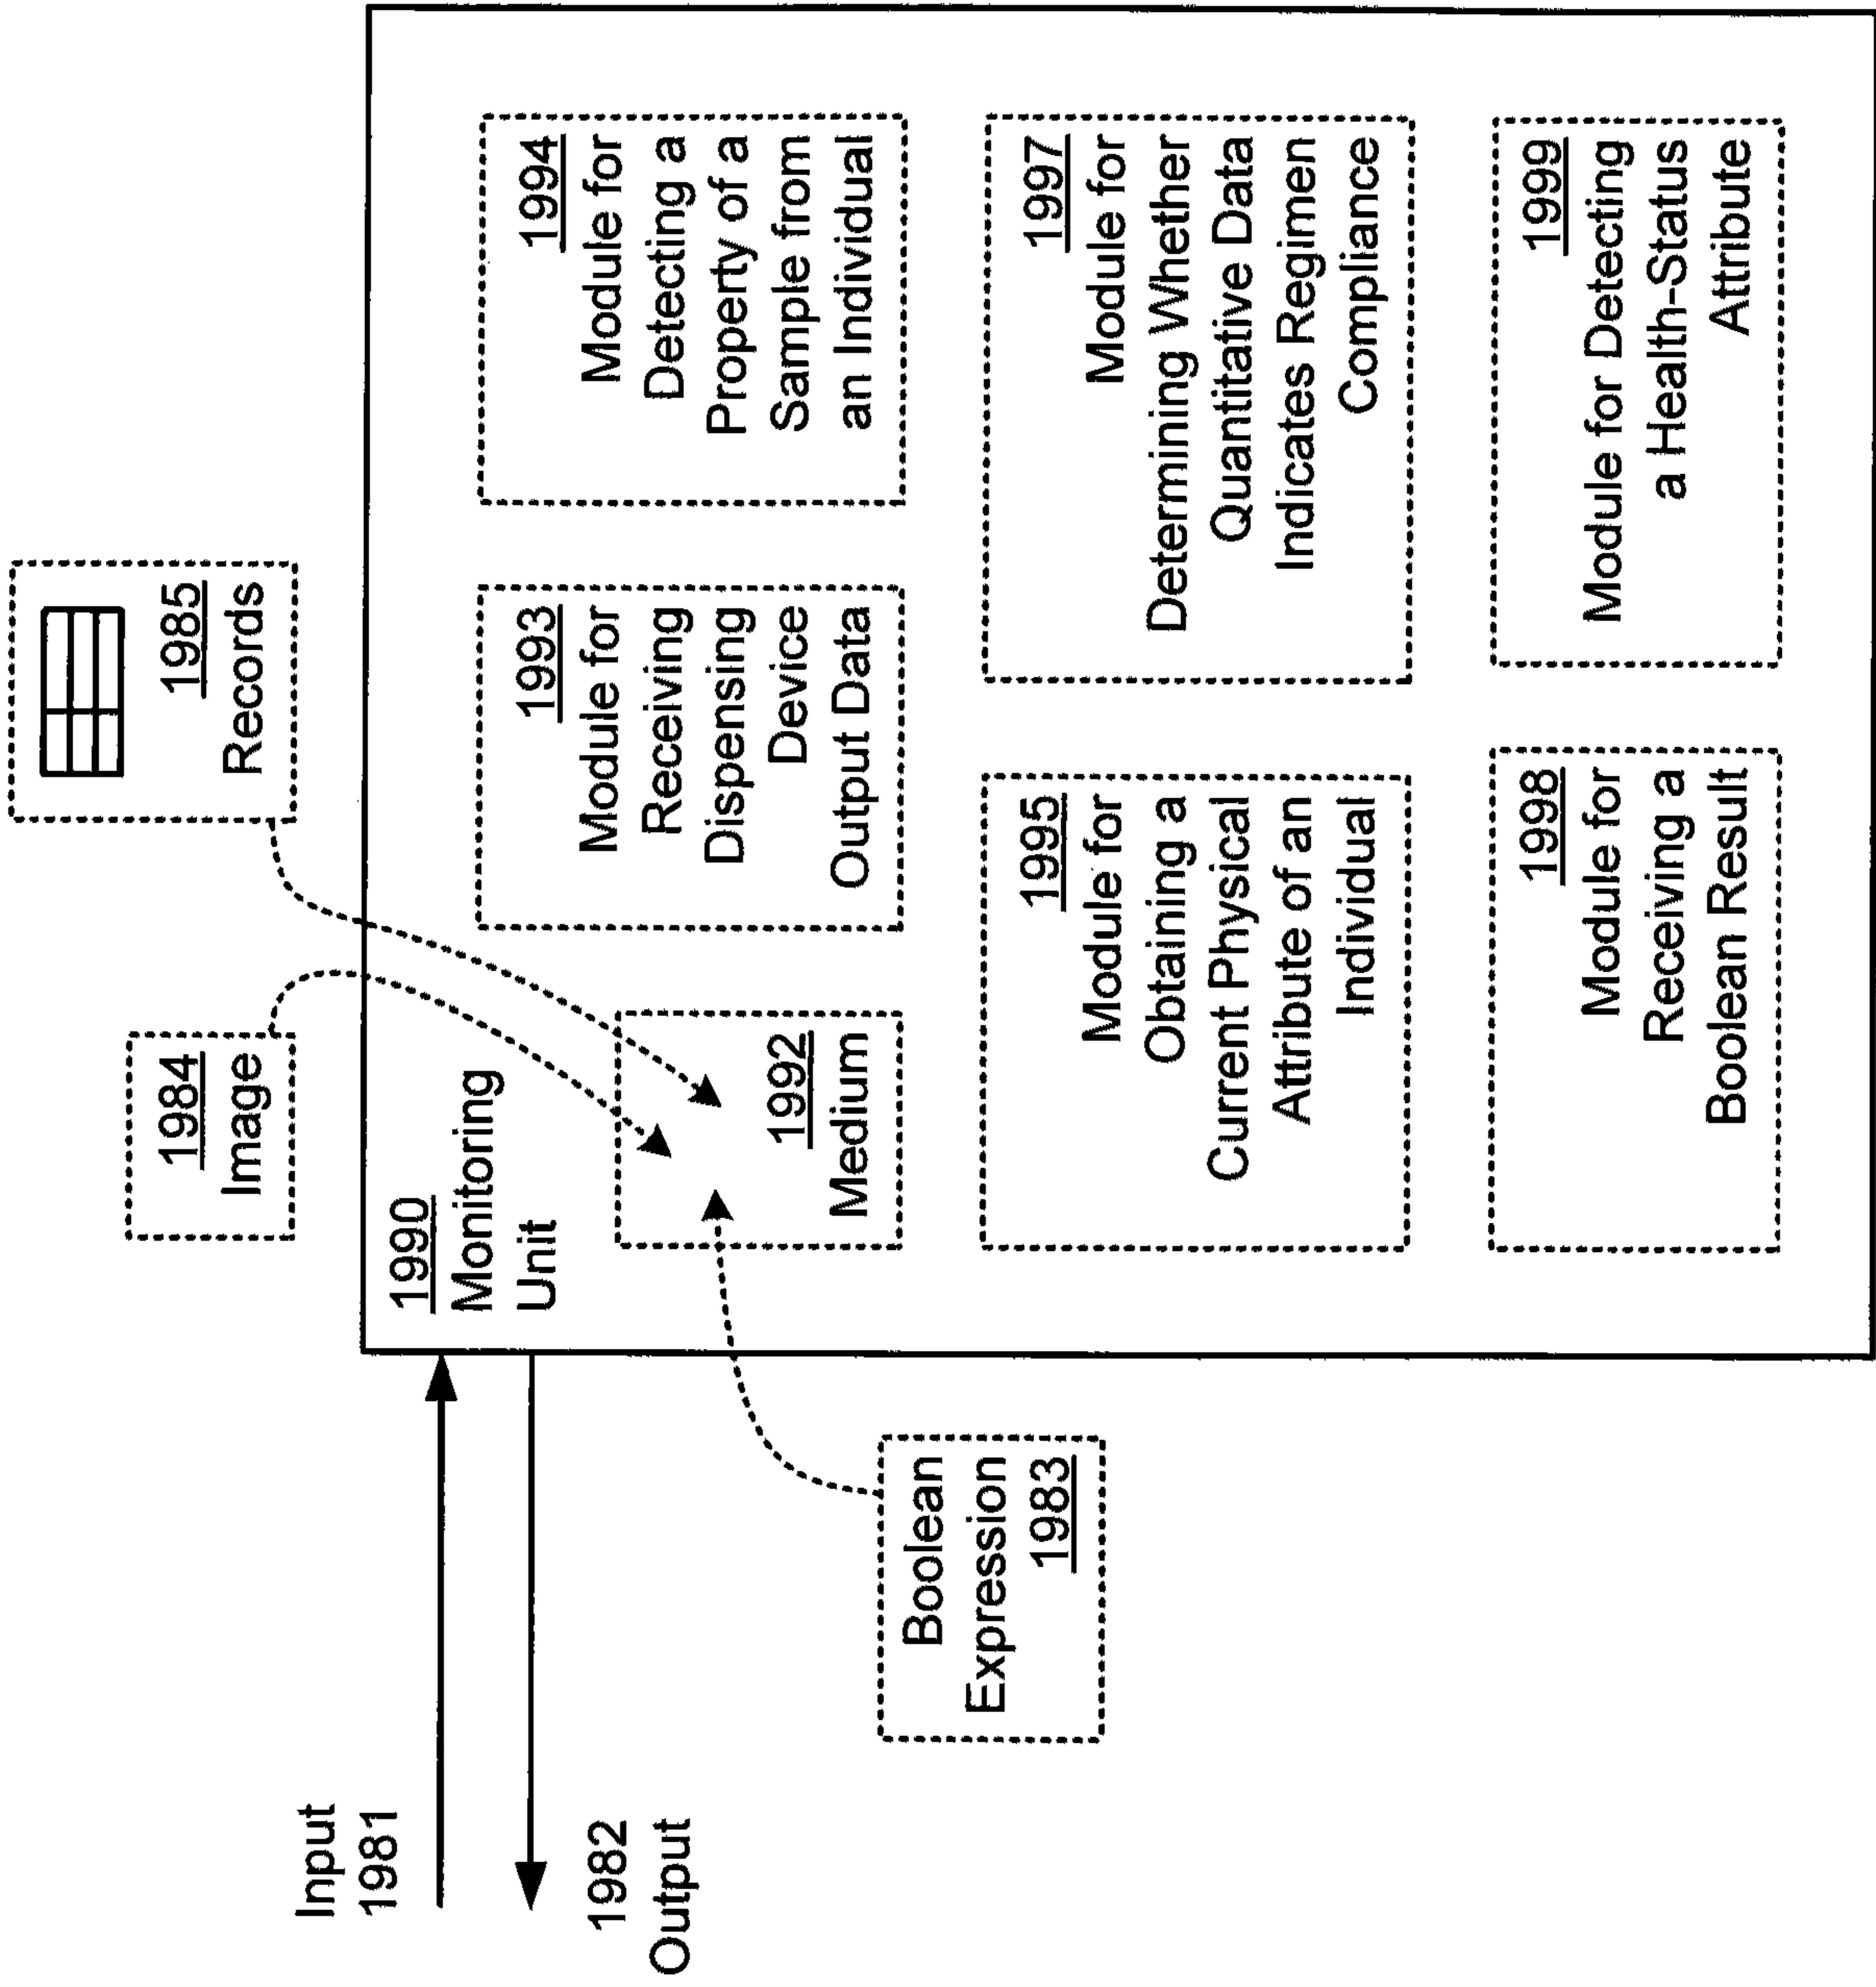 Input
1981
1982
Output
Boolean
Expression
1983
1984
Image
1985
Records
1990
Monitoring
Unit
1992
Medium
1993
Module for
Receiving
Dispensing
Device
Output Data
1994
Module for
Detecting a
Property of a
Sample from
an Individual
1995
Module for
Obtaining a
Current Physical
Attribute of an
Individual
1997
Module for
Determining Whether
Quantitative Data
Indicates Regimen
Compliance
1998
Module for
Receiving a
Boolean Result
1999
Module for Detecting
a Health-Status
Attribute